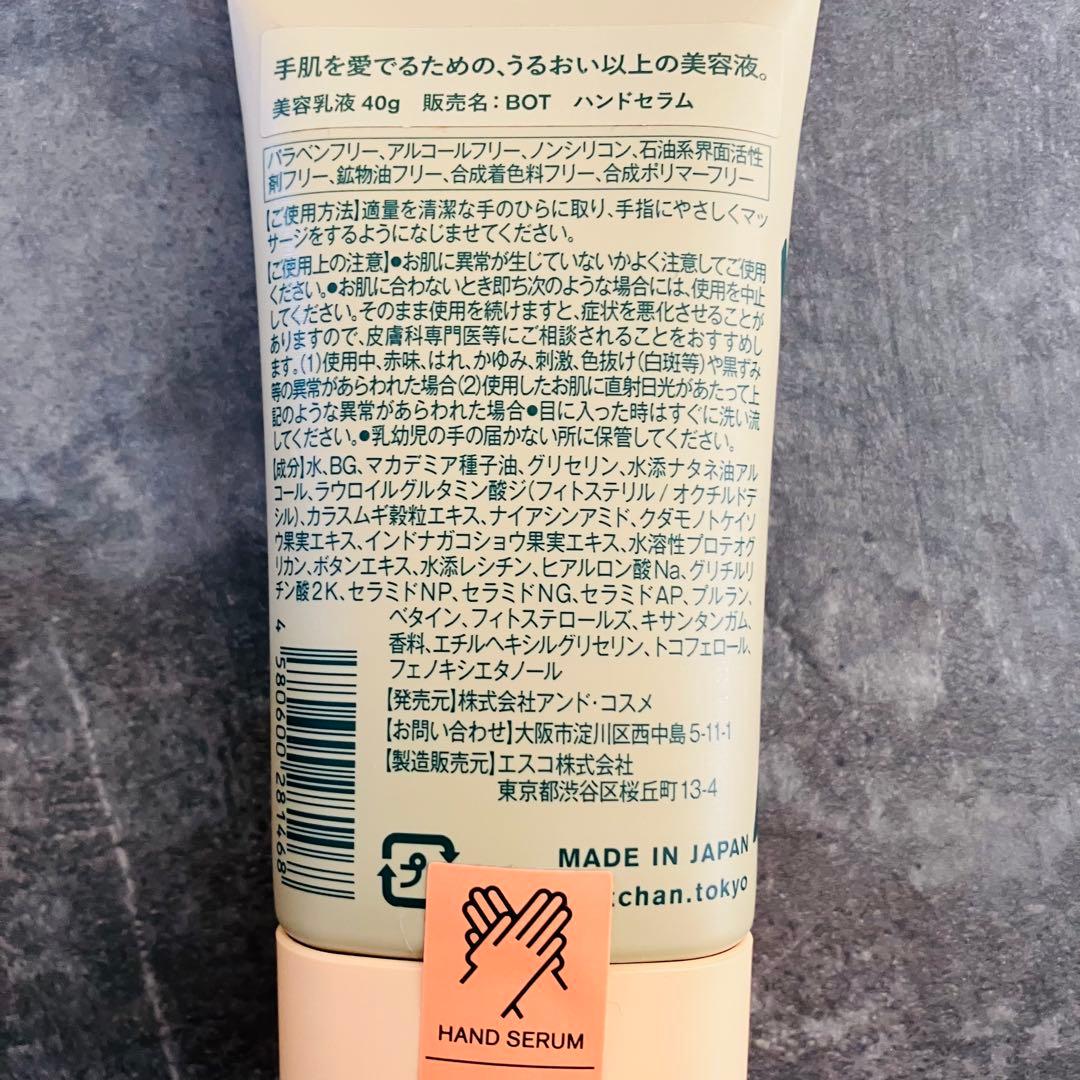 手肌を愛でるための、うるおい以上の美容液。
美容乳液 40g 販売名：BOT ハンドセラム
パラベンフリー、アルコールフリー、ノンシリコン、石油系界面活性
剤フリー、鉱物油フリー、合成着色料フリー、合成ポリマーフリー
【ご使用方法】適量を清潔な手のひらに取り、手指にやさしくマッ
サージをするようになじませてください。
【ご使用上の注意】●お肌に異常が生じていないかよく注意してご使用
ください。●お肌に合わないとき即ち次のような場合には、使用を中止
してください。そのまま使用を続けますと、症状を悪化させることが
ありますので、皮膚科専門医等にご相談されることをおすすめし
ます。(1)使用中、赤味、はれ、かゆみ、刺激、色抜け(白斑等)や黒ずみ
等の異常があらわれた場合(2)使用したお肌に直射日光があたって上
記のような異常があらわれた場合●目に入った時はすぐに洗い流
してください。●乳幼児の手の届かない所に保管してください。
【成分】水、BG、マカデミア種子油、グリセリン、水添ナタネ油アル
コール、ラウロイルグルタミン酸ジ(フィトステリル/オクチルドデ
シル)、カラスムギ穀粒エキス、ナイアシンアミド、クダモノトケイソ
ウ果実エキス、インドナガコショウ果実エキス、水溶性プロテオグ
リカン、ボタンエキス、水添レシチン、ヒアルロン酸Na、グリチルリ
チン酸2K、セラミドNP、セラミドNG、セラミドAP、プルラン、
ベタイン、フィトステロールズ、キサンタンガム、
香料、エチルヘキシルグリセリン、トコフェロール、
フェノキシエタノール
【発売元】株式会社アンド・コスメ
【お問い合わせ】大阪市淀川区西中島5-11-1
【製造販売元】エスコ株式会社
東京都渋谷区桜丘町13-4
4 580600 281468
プ
MADE IN JAPAN
chan.tokyo
HAND SERUM